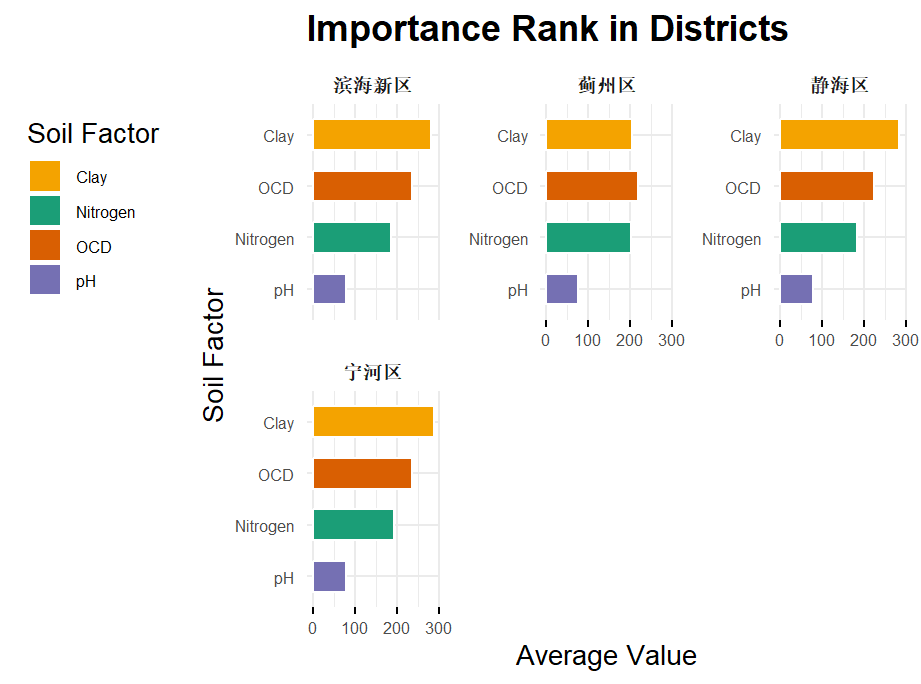 Importance Rank in Districts
Soil Factor
Clay
Nitrogen
OCD
pH
Soil Factor
滨海新区
Clay
OCD
Nitrogen
pH
蓟州区
Clay
OCD
Nitrogen
pH
0 100 200 300
静海区
Clay
OCD
Nitrogen
pH
0 100 200 300
宁河区
Clay
OCD
Nitrogen
pH
0 100 200 300
Average Value